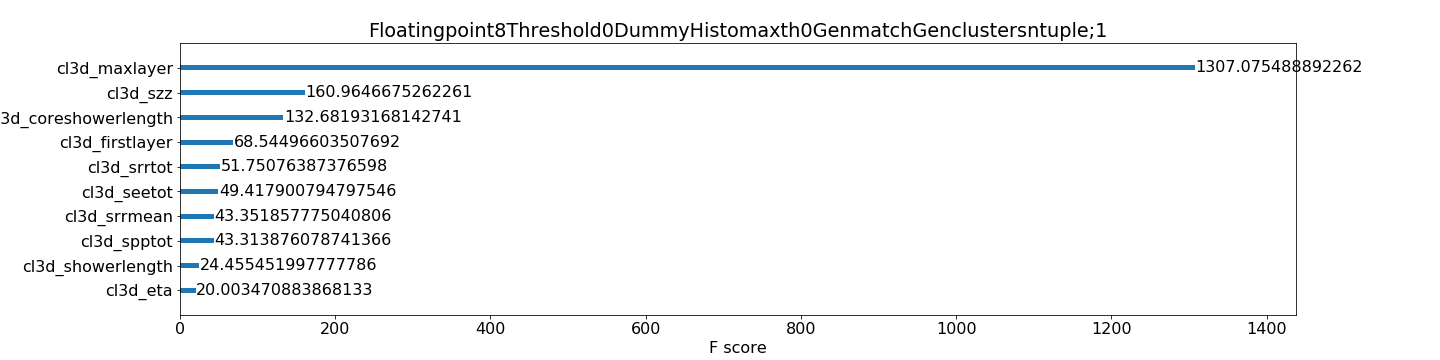 Floatingpoint8Threshold0DummyHistomaxth0GenmatchGenclustersntuple;1
cl3d_maxlayer 1307.075488892262
cl3d_szz 160.9646675262261
3d_coreshowerlength 132.68193168142741
cl3d_firstlayer 68.54496603507692
cl3d_srrtot 51.75076387376598
cl3d_seetot 49.417900794797546
cl3d_srrmean 43.351857775040806
cl3d_spptot 43.313876078741366
cl3d_showerlength 24.455451997777786
cl3d_eta 20.003470883868133
0 200 400 600 800 1000 1200 1400
F score